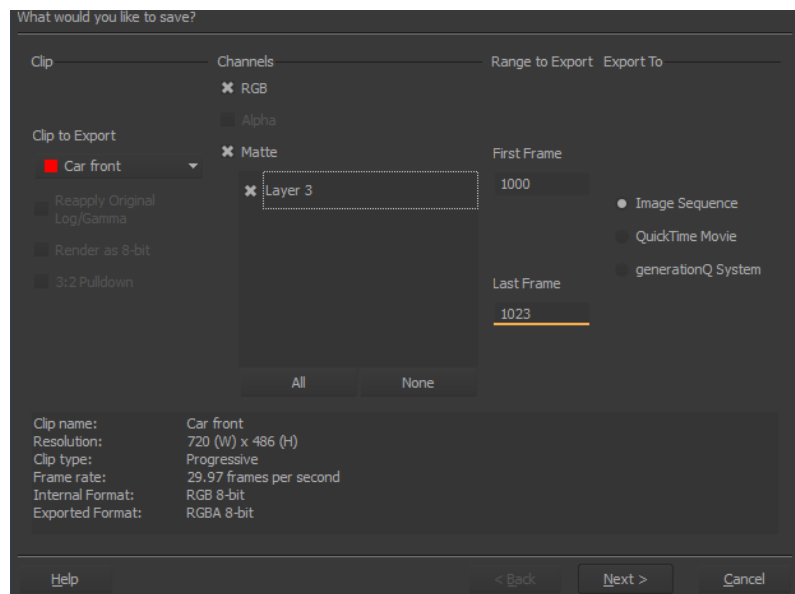 What would you like to save?
Clip
Channels
Range to Export
Export To
RGB
Alpha
Clip to Export
Matte
First Frame
Car front
Layer 3
1000
Reapply Original
Log/Gamma
Image Sequence
Render as 8-bit
QuickTime Movie
3:2 Pulldown
generationQ System
Last Frame
1023
All
None
Clip name: Car front
Resolution: 720 (W) x 486 (H)
Clip type: Progressive
Frame rate: 29.97 frames per second
Internal Format: RGB 8-bit
Exported Format: RGBA 8-bit
Help
< Back
Next >
Cancel